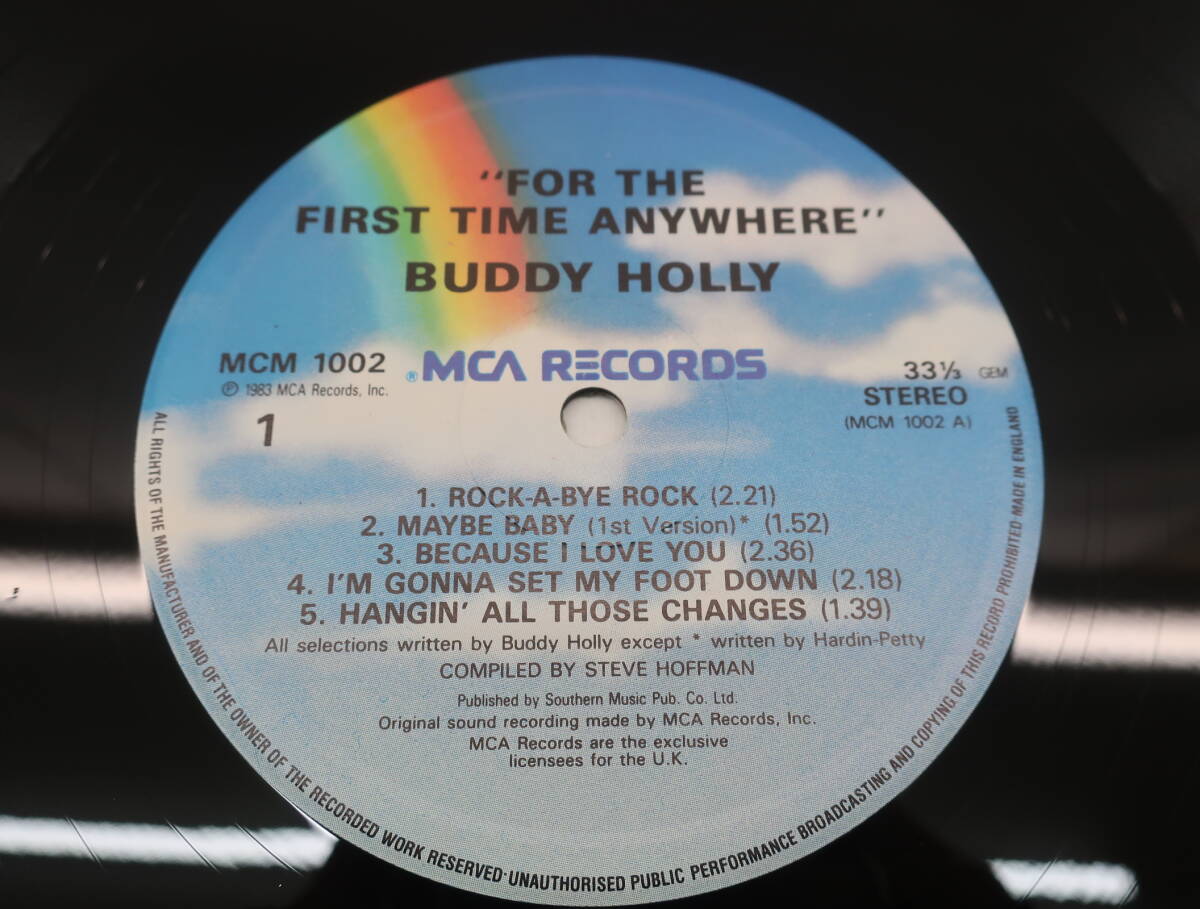 "FOR THE
FIRST TIME ANYWHERE"
BUDDY HOLLY
MCM 1002
Ⓟ 1983 MCA Records, Inc.
1
® MCA RECORDS
33⅓ GEM
STEREO
(MCM 1002 A)
1. ROCK-A-BYE ROCK (2.21)
2. MAYBE BABY (1st Version)* (1.52)
3. BECAUSE I LOVE YOU (2.36)
4. I'M GONNA SET MY FOOT DOWN (2.18)
5. HANGIN' ALL THOSE CHANGES (1.39)
All selections written by Buddy Holly except * written by Hardin-Petty
COMPILED BY STEVE HOFFMAN
Published by Southern Music Pub. Co. Ltd.
Original sound recording made by MCA Records, Inc.
MCA Records are the exclusive
licensees for the U.K.
ALL RIGHTS OF THE MANUFACTURER AND OF THE OWNER OF THE RECORDED WORK RESERVED·UNAUTHORISED PUBLIC PERFORMANCE BROADCASTING AND COPYING OF THIS RECORD PROHIBITED·MADE IN ENGLAND